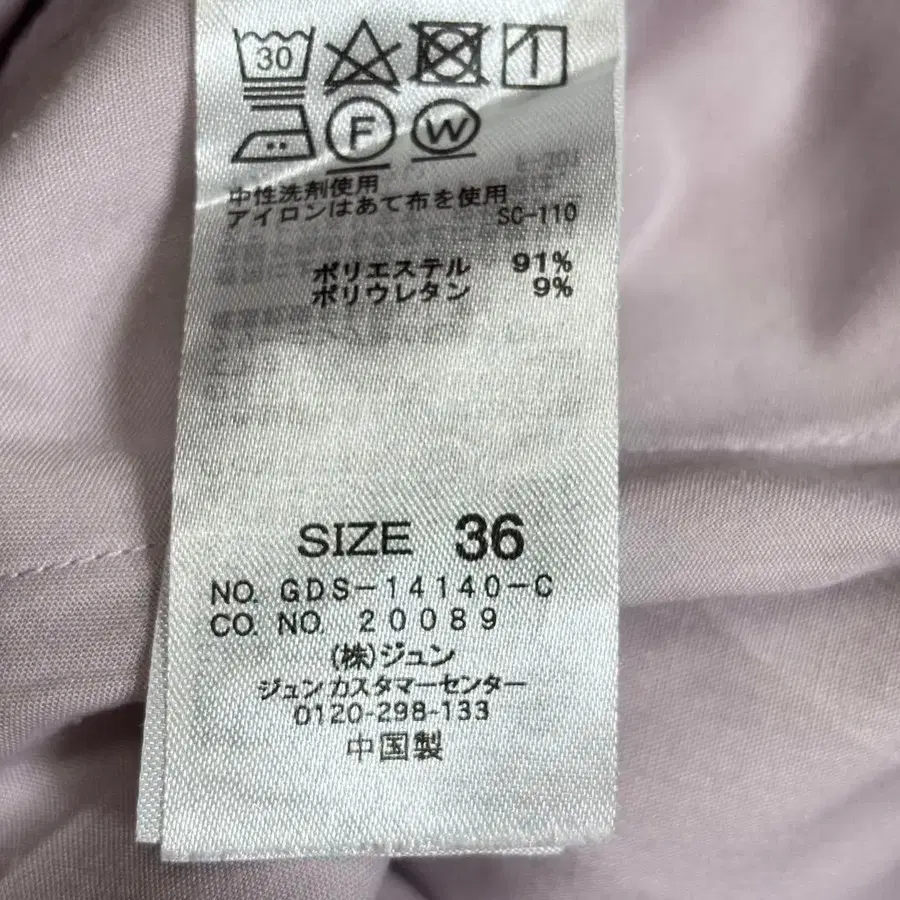 30
F W
中性洗剤使用
アイロンはあて布を使用
SC-110
ポリエステル 91%
ポリウレタン 9%
SIZE 36
NO. GDS-14140-C
CO. NO. 20089
(株)ジュン
ジュンカスタマーセンター
0120-298-133
中国製